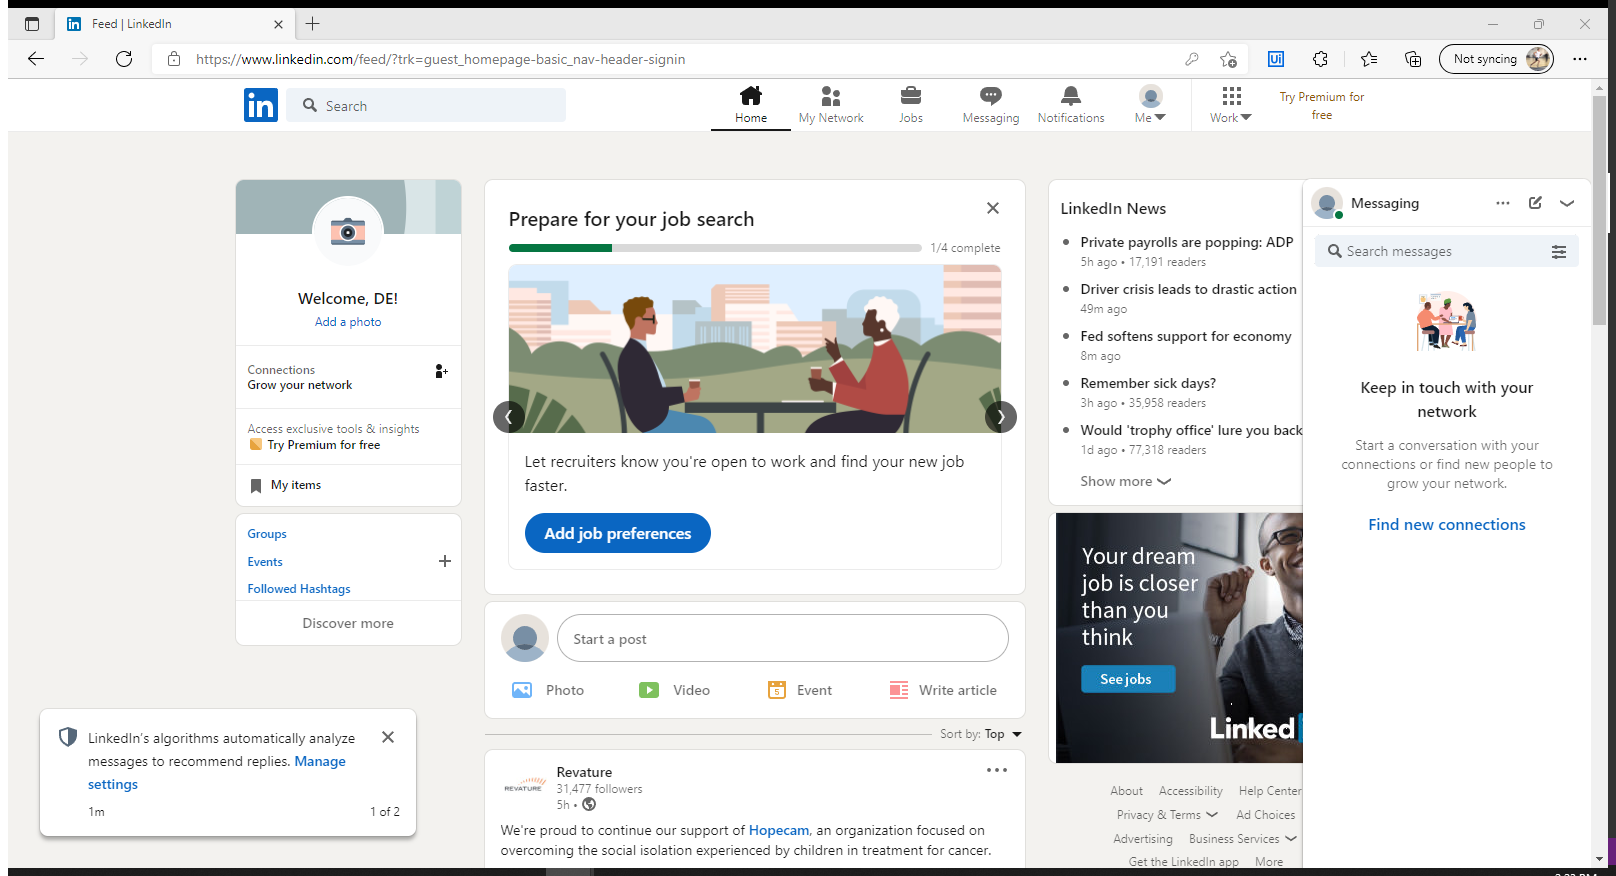 Feed | LinkedIn
https://www.linkedin.com/feed/?trk=guest_homepage-basic_nav-header-signin
Not syncing
in
Search
Home
My Network
Jobs
Messaging
Notifications
Me
Work
Try Premium for
free
Welcome, DE!
Add a photo
Connections
Grow your network
Access exclusive tools & insights
Try Premium for free
My items
Groups
Events
Followed Hashtags
Discover more
LinkedIn's algorithms automatically analyze
messages to recommend replies. Manage
settings
1m
1 of 2
Prepare for your job search
1/4 complete
Let recruiters know you're open to work and find your new job
faster.
Add job preferences
Start a post
Photo
Video
Event
Write article
Sort by: Top
REVATURE
Revature
31,477 followers
5h •
We're proud to continue our support of Hopecam, an organization focused on
overcoming the social isolation experienced by children in treatment for cancer.
LinkedIn News
Private payrolls are popping: ADP
5h ago • 17,191 readers
Driver crisis leads to drastic action
49m ago
Fed softens support for economy
8m ago
Remember sick days?
3h ago • 35,958 readers
Would 'trophy office' lure you back
1d ago • 77,318 readers
Show more
Your dream
job is closer
than you
think
See jobs
Linked
About Accessibility Help Center
Privacy & Terms Ad Choices
Advertising Business Services
Get the LinkedIn app More
Messaging
Search messages
Keep in touch with your
network
Start a conversation with your
connections or find new people to
grow your network.
Find new connections